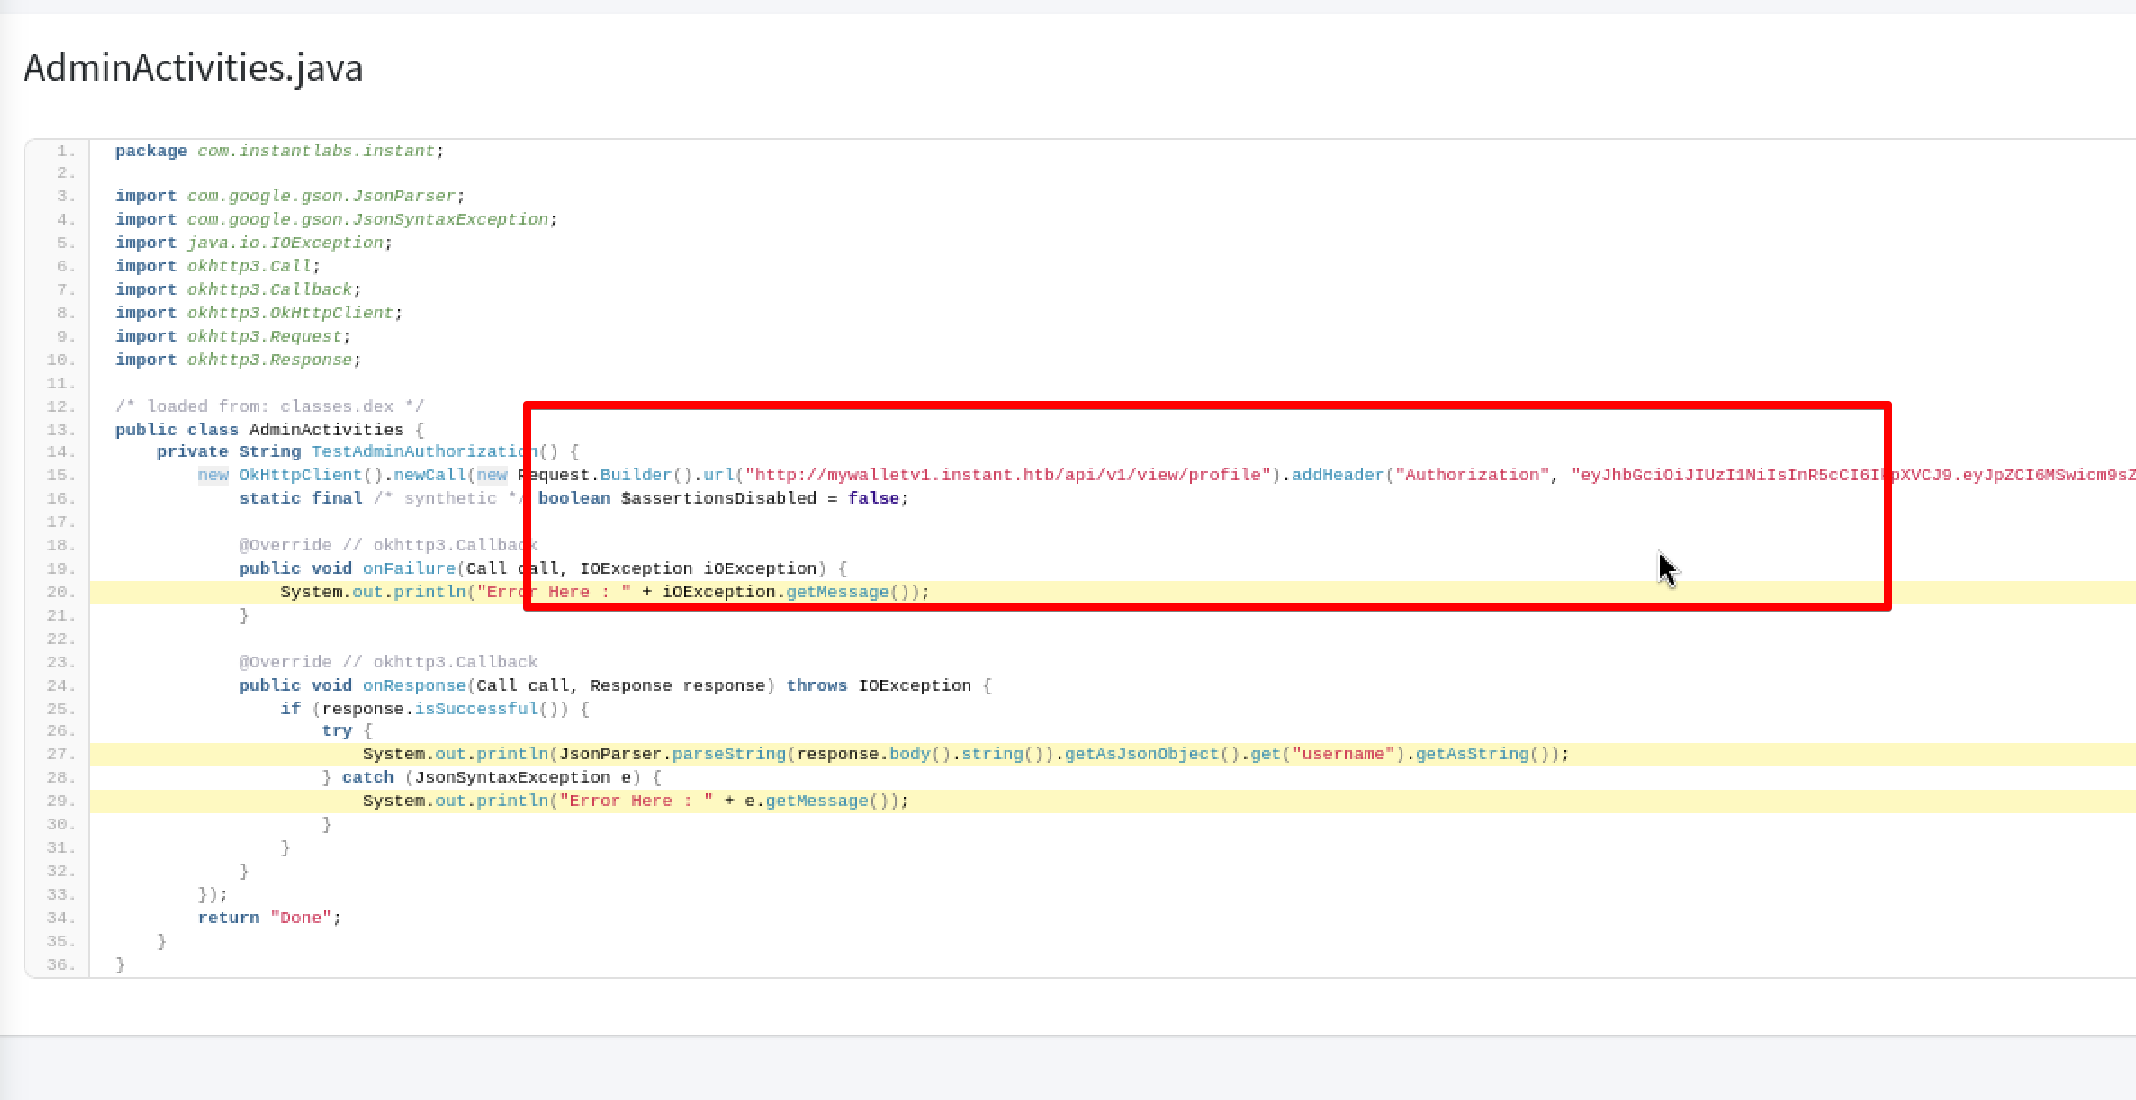 AdminActivities.java
1. package com.instantlabs.instant;
2.
3. import com.google.gson.JsonParser;
4. import com.google.gson.JsonSyntaxException;
5. import java.io.IOException;
6. import okhttp3.Call;
7. import okhttp3.Callback;
8. import okhttp3.OkHttpClient;
9. import okhttp3.Request;
10. import okhttp3.Response;
11.
12. /* loaded from: classes.dex */
13. public class AdminActivities {
14. private String TestAdminAuthorization() {
15. new OkHttpClient().newCall(new Request.Builder().url("http://mywalletv1.instant.htb/api/v1/view/profile").addHeader("Authorization", "eyJhbGciOiJIUzI1NiIsInR5cCI6IkpXVCJ9.eyJpZCI6MSwicm9sZ
16. static final /* synthetic */ boolean $assertionsDisabled = false;
17.
18. @Override // okhttp3.Callback
19. public void onFailure(Call call, IOException iOException) {
20. System.out.println("Error Here : " + iOException.getMessage());
21. }
22.
23. @Override // okhttp3.Callback
24. public void onResponse(Call call, Response response) throws IOException {
25. if (response.isSuccessful()) {
26. try {
27. System.out.println(JsonParser.parseString(response.body().string()).getAsJsonObject().get("username").getAsString());
28. } catch (JsonSyntaxException e) {
29. System.out.println("Error Here : " + e.getMessage());
30. }
31. }
32. }
33. });
34. return "Done";
35. }
36. }